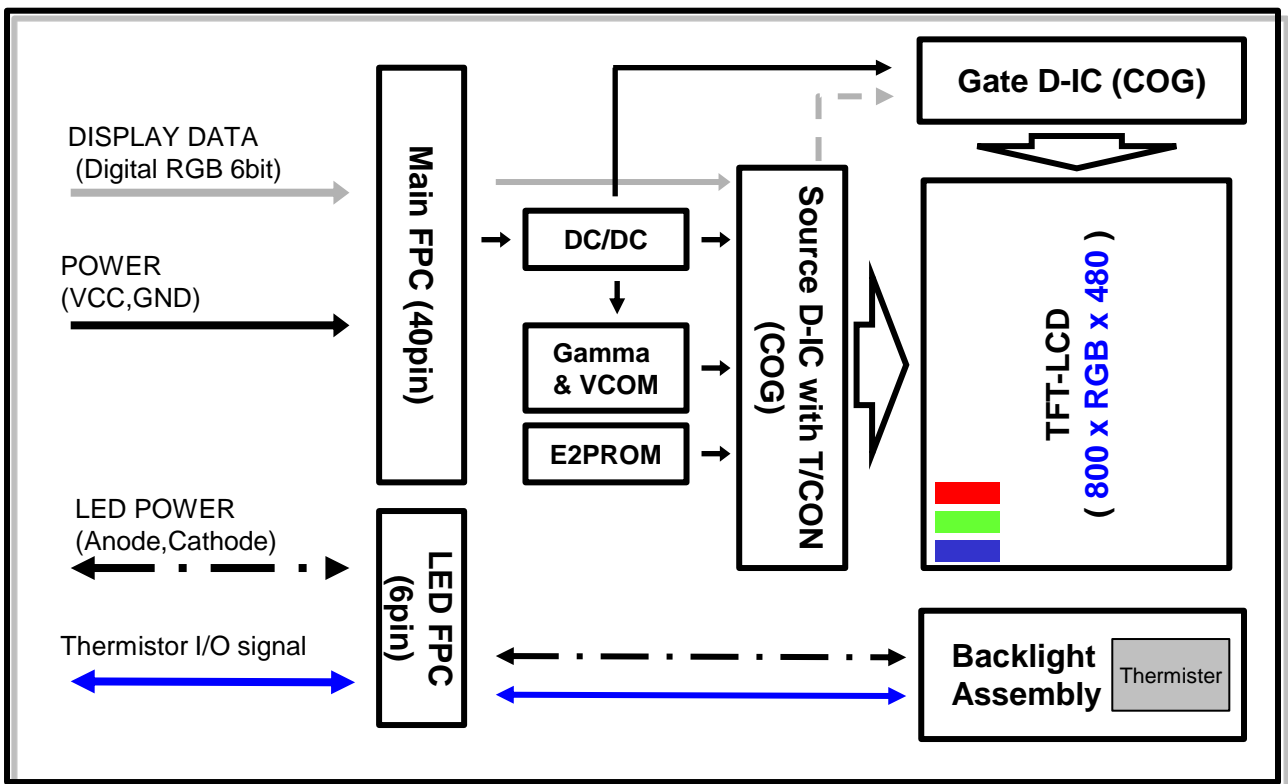 Gate D-IC (COG)
DISPLAY DATA
(Digital RGB 6bit)
Main FPC (40pin)
DC/DC
Source D-IC with T/CON
(COG)
TFT-LCD
( 800 x RGB x 480 )
POWER
(VCC,GND)
Gamma
& VCOM
E2PROM
LED POWER
(Anode,Cathode)
LED FPC
(6pin)
Thermistor I/O signal
Backlight
Assembly
Thermister